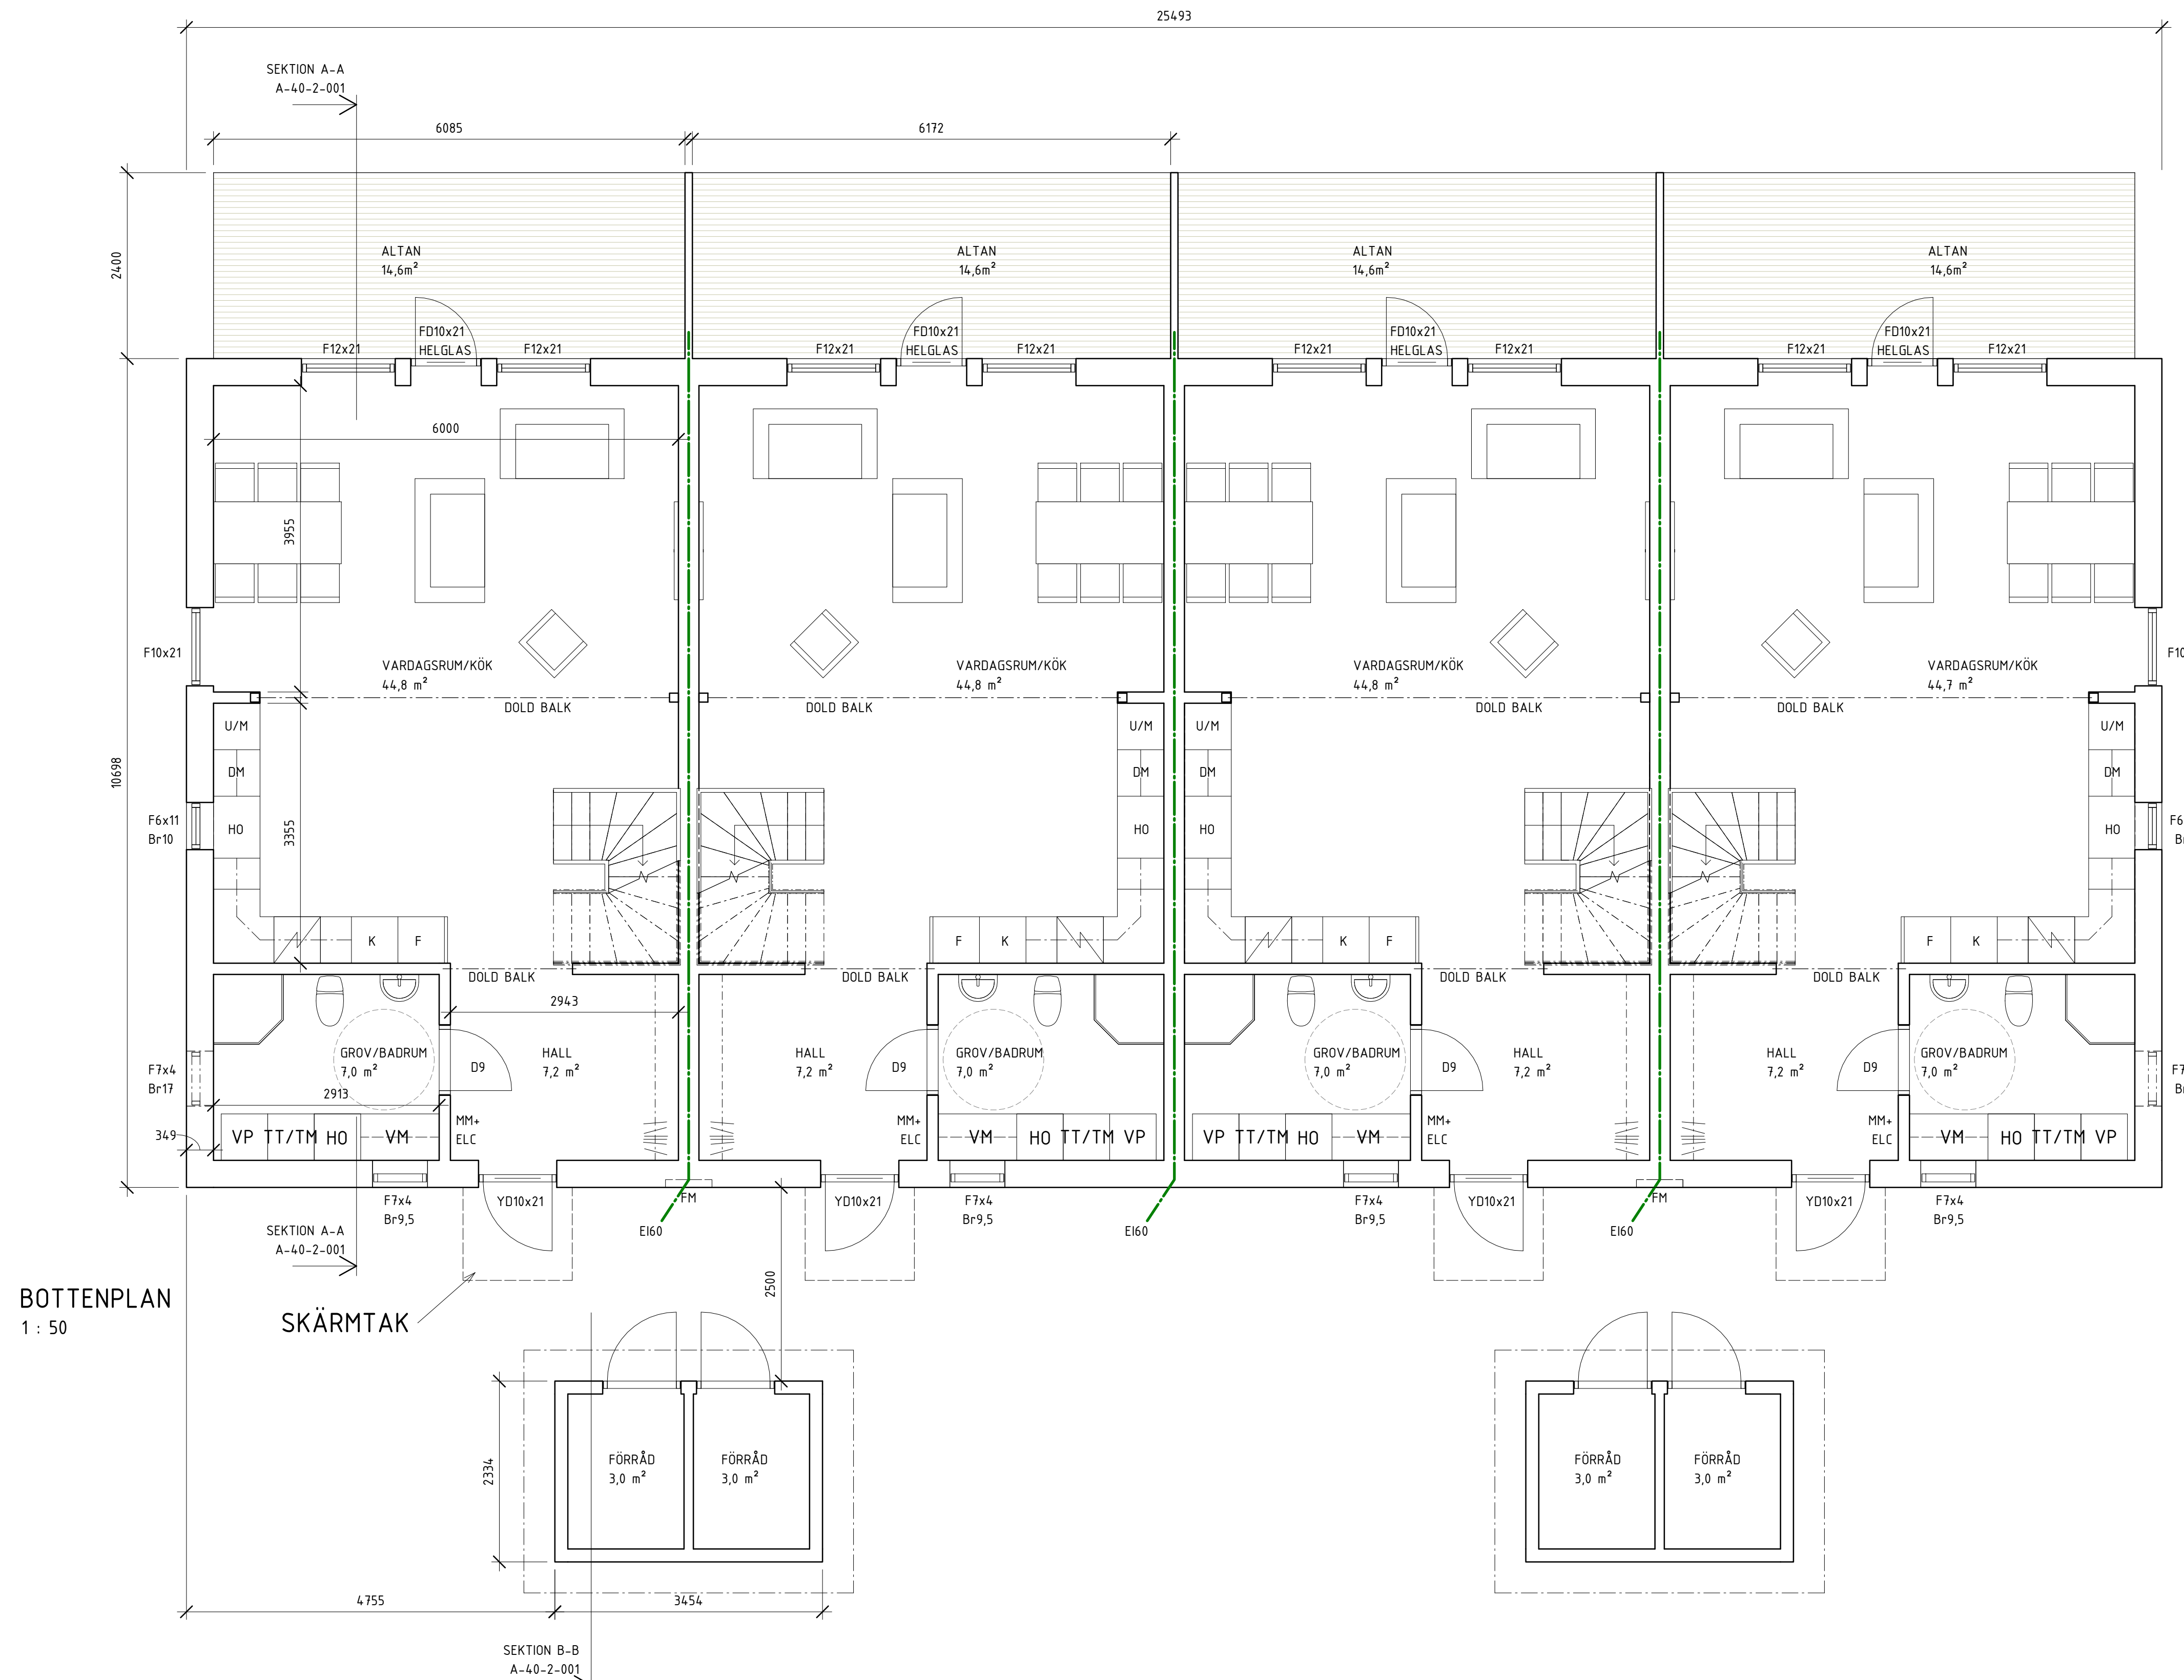 25493
SEKTION A-A
A-40-2-001
6085
6172
2400
ALTAN
14,6m²
ALTAN
14,6m²
ALTAN
14,6m²
ALTAN
14,6m²
F12x21
FD10x21
HELGLAS
F12x21
F12x21
FD10x21
HELGLAS
F12x21
F12x21
FD10x21
HELGLAS
F12x21
F12x21
FD10x21
HELGLAS
F12x21
6000
3955
F10x21
VARDAGSRUM/KÖK
44,8 m²
VARDAGSRUM/KÖK
44,8 m²
VARDAGSRUM/KÖK
44,8 m²
VARDAGSRUM/KÖK
44,7 m²
F10
DOLD BALK
DOLD BALK
DOLD BALK
DOLD BALK
U/M
U/M
U/M
U/M
10698
DM
DM
DM
DM
F6x11
Br10
HO
3355
HO
HO
HO
F6
Br
K F
F K
K F
F K
DOLD BALK
DOLD BALK
DOLD BALK
DOLD BALK
2943
GROV/BADRUM
7,0 m²
D9
HALL
7,2 m²
HALL
7,2 m²
D9
GROV/BADRUM
7,0 m²
GROV/BADRUM
7,0 m²
D9
HALL
7,2 m²
HALL
7,2 m²
D9
GROV/BADRUM
7,0 m²
F7x4
Br17
F7
Br
2913
349
VP TT/TM HO VM
MM+
ELC
MM+
ELC
VM HO TT/TM VP
VP TT/TM HO VM
MM+
ELC
MM+
ELC
VM HO TT/TM VP
F7x4
Br9,5
YD10x21
FM
EI60
YD10x21
F7x4
Br9,5
EI60
F7x4
Br9,5
YD10x21
FM
EI60
YD10x21
F7x4
Br9,5
SEKTION A-A
A-40-2-001
2500
BOTTENPLAN
1 : 50
SKÄRMTAK
2334
FÖRRÅD
3,0 m²
FÖRRÅD
3,0 m²
FÖRRÅD
3,0 m²
FÖRRÅD
3,0 m²
4755
3454
SEKTION B-B
A-40-2-001